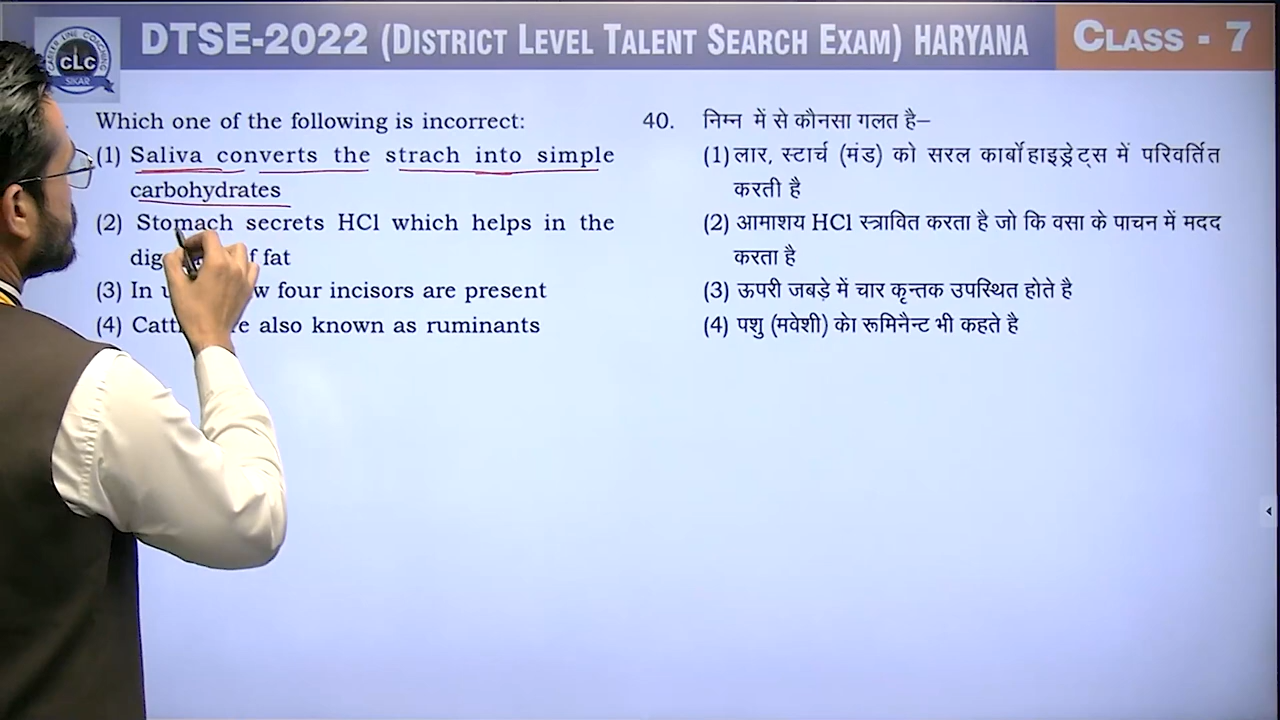 DTSE-2022 (DISTRICT LEVEL TALENT SEARCH EXAM) HARYANA
CLASS - 7
CLC
SIKAR
Which one of the following is incorrect:
(1) Saliva converts the strach into simple
carbohydrates
(2) Stomach secrets HCl which helps in the
fat
(3) In four incisors are present
(4) also known as ruminants
40. निम्न में से कौनसा गलत है–
(1) लार, स्टार्च (मंड) को सरल कार्बोहाइड्रेट्स में परिवर्तित
करती है
(2) आमाशय HCl स्त्रावित करता है जो कि वसा के पाचन में मदद
करता है
(3) ऊपरी जबड़े में चार कृन्तक उपस्थित होते है
(4) पशु (मवेशी) केा रूमिनैन्ट भी कहते है